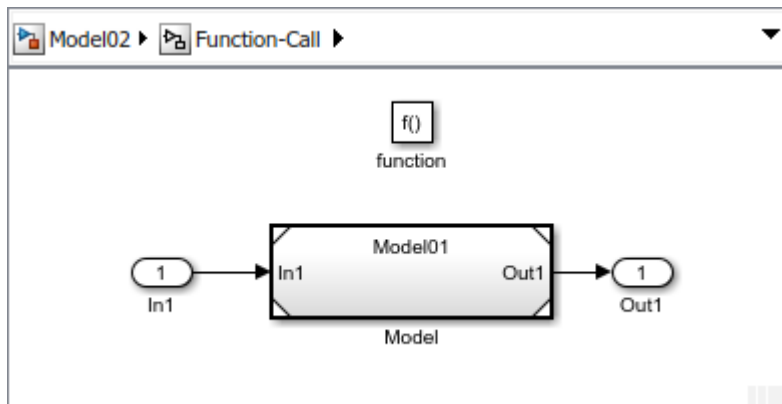 Model02 Function-Call
f()
function
Model01
1 In1 Out1 1
In1 Out1
Model